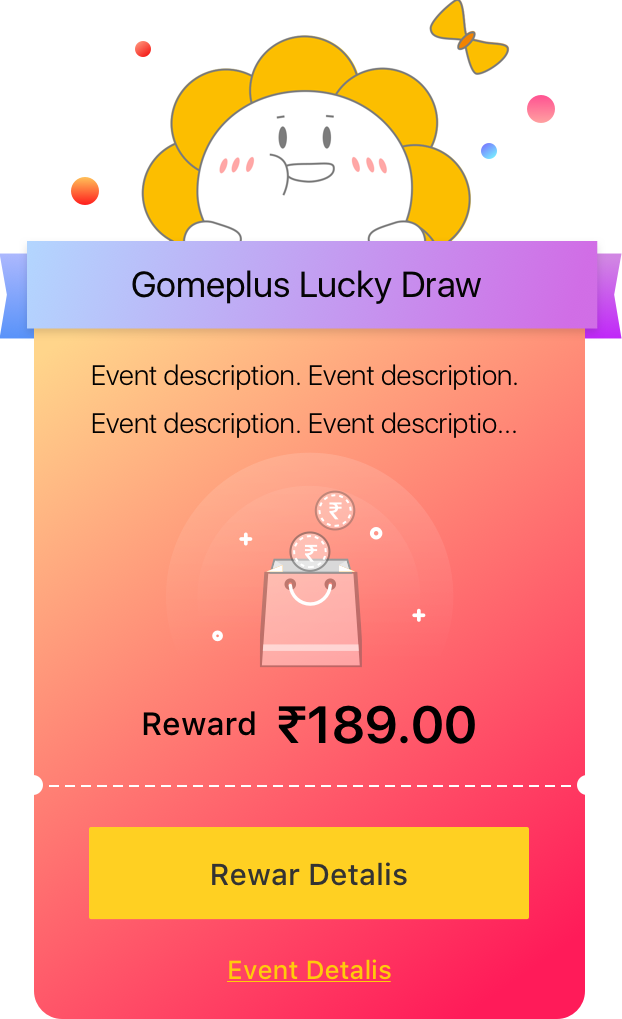 Gomeplus Lucky Draw
Event description. Event description.
Event description. Event descriptio...
₹
₹
Reward ₹189.00
Rewar Detalis
Event Detalis